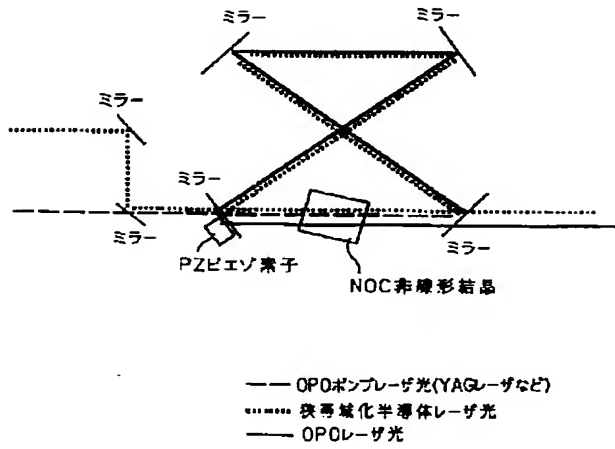 ミラー
ミラー
ミラー
ミラー
ミラー
ミラー
PZピエゾ素子
NOC非線形結晶
OPOポンプレーザ光(YAGレーザなど)
狭帯域化半導体レーザ光
OPOレーザ光